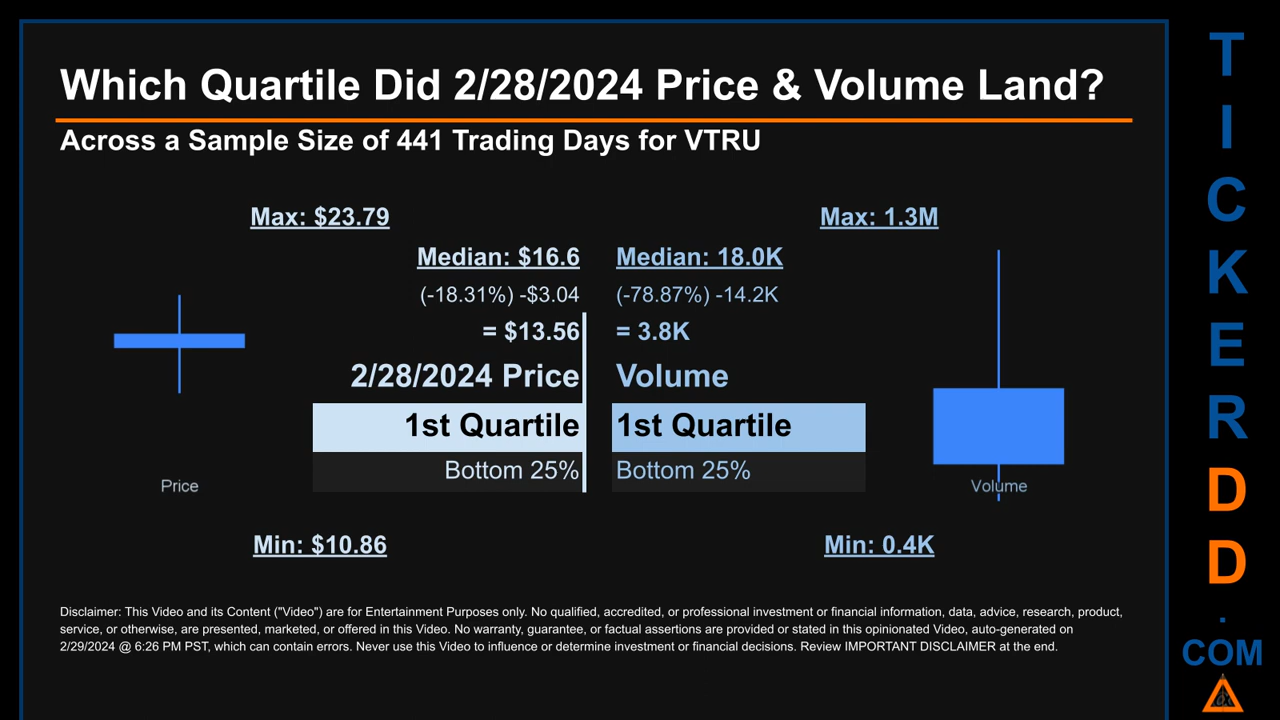 Which Quartile Did 2/28/2024 Price & Volume Land?
Across a Sample Size of 441 Trading Days for VTRU
Max: $23.79
Max: 1.3M
Median: $16.6
Median: 18.0K
(-18.31%) -$3.04
(-78.87%) -14.2K
= $13.56
= 3.8K
2/28/2024 Price
Volume
1st Quartile
1st Quartile
Bottom 25%
Bottom 25%
Price
Volume
Min: $10.86
Min: 0.4K
Disclaimer: This Video and its Content ("Video") are for Entertainment Purposes only. No qualified, accredited, or professional investment or financial information, data, advice, research, product,
service, or otherwise, are presented, marketed, or offered in this Video. No warranty, guarantee, or factual assertions are provided or stated in this opinionated Video, auto-generated on
2/29/2024 @ 6:26 PM PST, which can contain errors. Never use this Video to influence or determine investment or financial decisions. Review IMPORTANT DISCLAIMER at the end.
T
I
C
K
E
R
D
D
.
COM